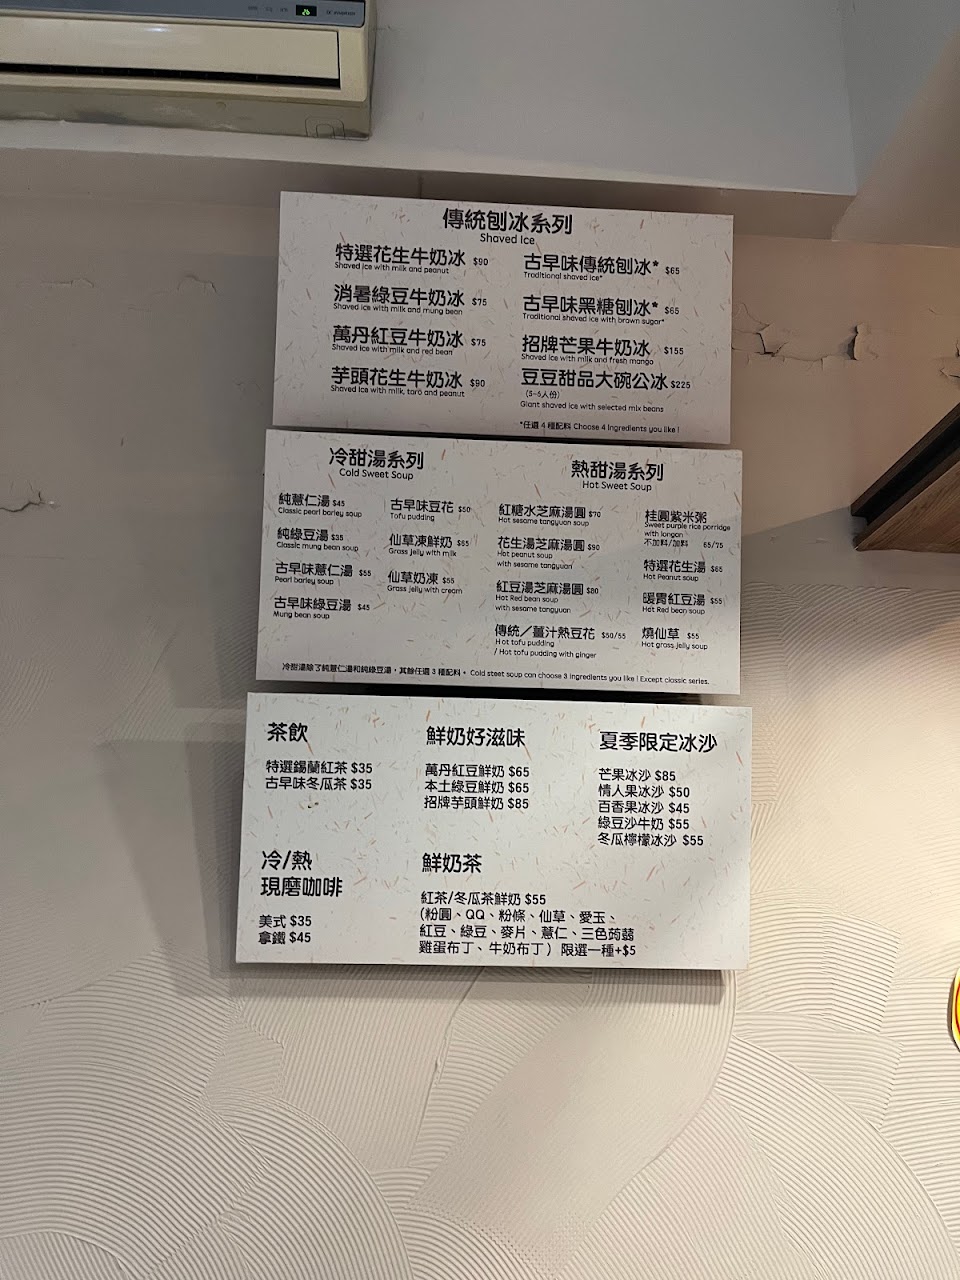 傳統刨冰系列
Shaved Ice
特選花生牛奶冰 $90
Shaved ice with milk and peanut
消暑綠豆牛奶冰 $75
Shaved ice with milk and mung bean
萬丹紅豆牛奶冰 $75
Shaved ice with milk and red bean
芋頭花生牛奶冰 $90
Shaved ice with milk, taro and peanut
古早味傳統刨冰* $65
Traditional shaved ice*
古早味黑糖刨冰* $65
Traditional shaved ice with brown sugar*
招牌芒果牛奶冰 $155
Shaved ice with milk and fresh mango
豆豆甜品大碗公冰 $225
(5~6人份)
Giant shaved ice with selected mix beans
*任選 4 種配料 Choose 4 ingredients you like !
冷甜湯系列
Cold Sweet Soup
純薏仁湯 $45
Classic pearl barley soup
純綠豆湯 $35
Classic mung bean soup
古早味薏仁湯 $55
Pearl barley soup
古早味綠豆湯 $45
Mung bean soup
古早味豆花 $50
Tofu pudding
仙草凍鮮奶 $65
Grass jelly with milk
仙草奶凍 $55
Grass jelly with cream
熱甜湯系列
Hot Sweet Soup
紅糖水芝麻湯圓 $70
Hot sesame tangyuan soup
花生湯芝麻湯圓 $90
Hot peanut soup
with sesame tangyuan
紅豆湯芝麻湯圓 $80
Hot Red bean soup
with sesame tangyuan
傳統／薑汁熱豆花 $50/55
Hot tofu pudding
/ Hot tofu pudding with ginger
桂圓紫米粥
Sweet purple rice porridge
with longan
不加料/加料 65/75
特選花生湯 $65
Hot Peanut soup
暖胃紅豆湯 $55
Hot Red bean soup
燒仙草 $55
Hot grass jelly soup
冷甜湯除了純薏仁湯和純綠豆湯，其餘任選 3 種配料。 Cold steet soup can choose 3 ingredients you like ! Except classic series.
茶飲
特選錫蘭紅茶 $35
古早味冬瓜茶 $35
冷/熱
現磨咖啡
美式 $35
拿鐵 $45
鮮奶好滋味
萬丹紅豆鮮奶 $65
本土綠豆鮮奶 $65
招牌芋頭鮮奶 $85
鮮奶茶
紅茶/冬瓜茶鮮奶 $55
(粉圓、QQ、粉條、仙草、愛玉、
紅豆、綠豆、麥片、薏仁、三色蒟蒻
雞蛋布丁、牛奶布丁） 限選一種+$5
夏季限定冰沙
芒果冰沙 $85
情人果冰沙 $50
百香果冰沙 $45
綠豆沙牛奶 $55
冬瓜檸檬冰沙 $55